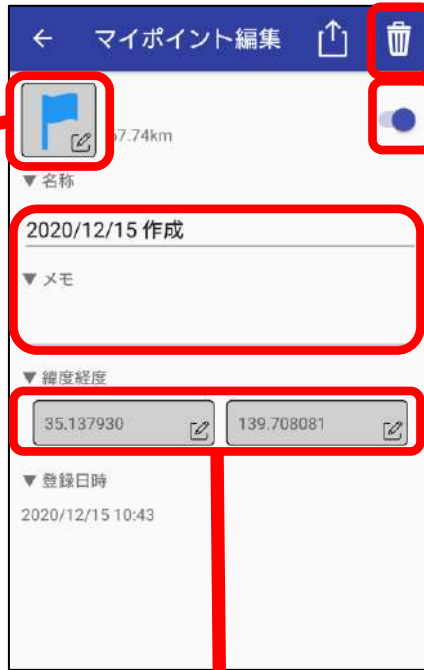 マイポイント編集
7.74km
▼ 名称
2020/12/15 作成
▼ メモ
▼ 緯度経度
35.137930
139.708081
▼ 登録日時
2020/12/15 10:43